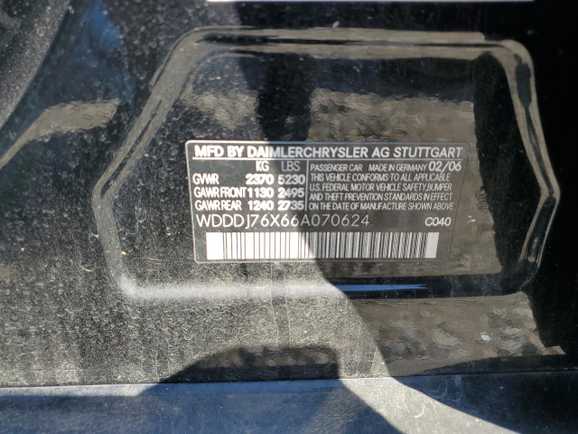 MFD BY DAIMLERCHRYSLER AG STUTTGART
KG LBS
GVWR 2370 5230
GAWR FRONT 1130 2495
GAWR REAR 1240 2735
PASSENGER CAR MADE IN GERMANY 02/06
THIS VEHICLE CONFORMS TO ALL APPLICABLE
U.S. FEDERAL MOTOR VEHICLE SAFETY, BUMPER
AND THEFT PREVENTION STANDARDS IN
EFFECT ON THE DATE OF MANUFACTURE SHOWN ABOVE
WDDDJ76X66A070624
C040